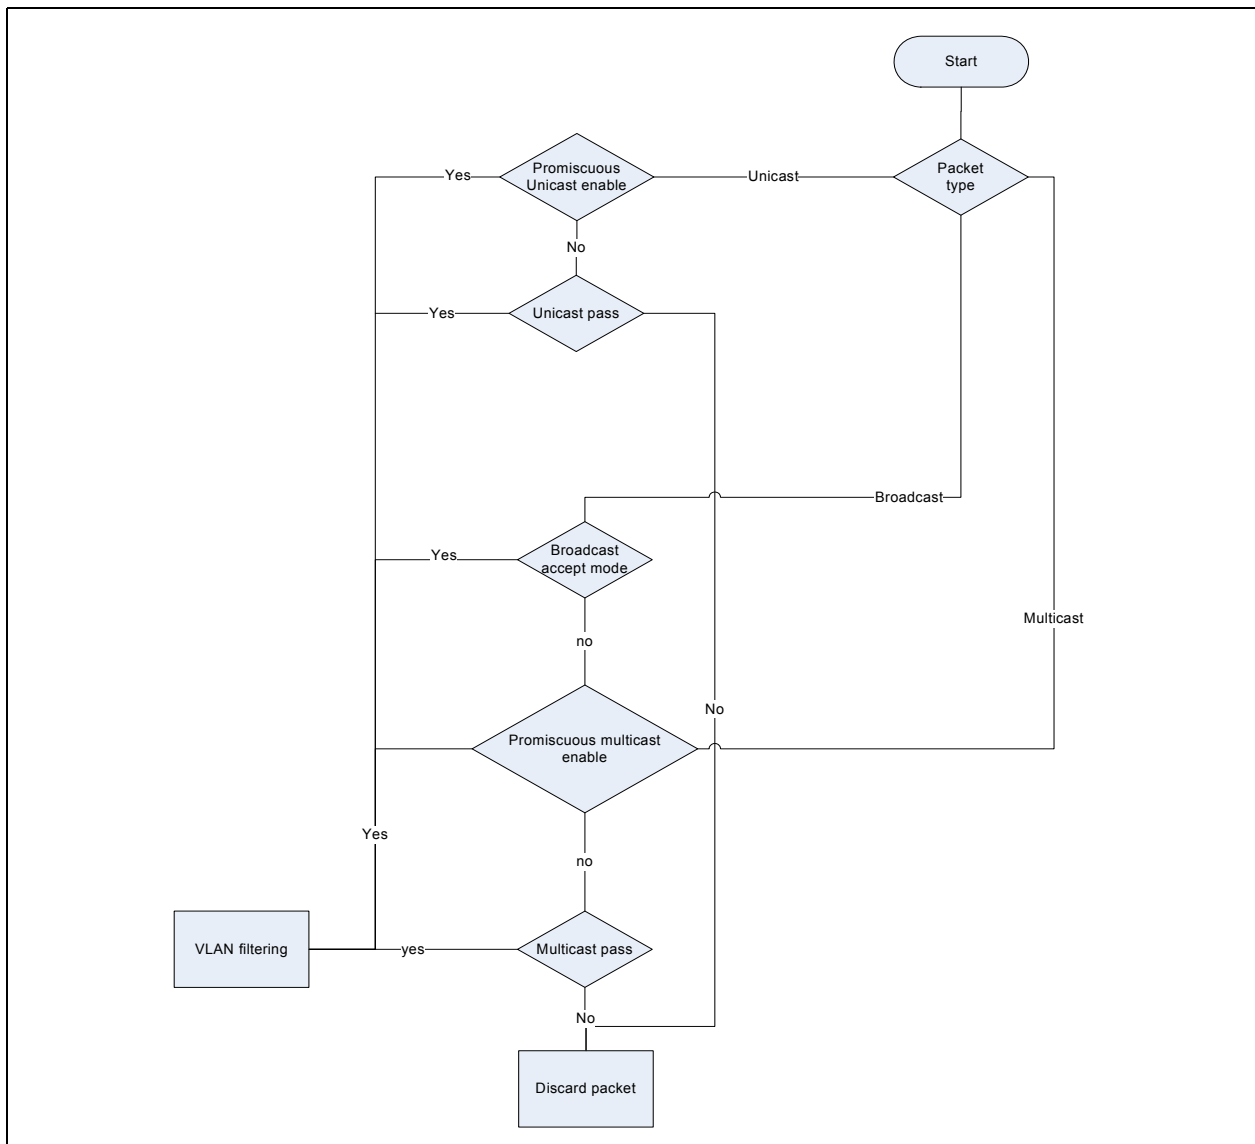 Start
Promiscuous
Unicast enable
Yes
Unicast
Packet
type
No
Unicast pass
Yes
Broadcast
Broadcast
accept mode
Yes
Multicast
no
No
Promiscuous multicast
enable
Yes
no
VLAN filtering
yes
Multicast pass
No
Discard packet